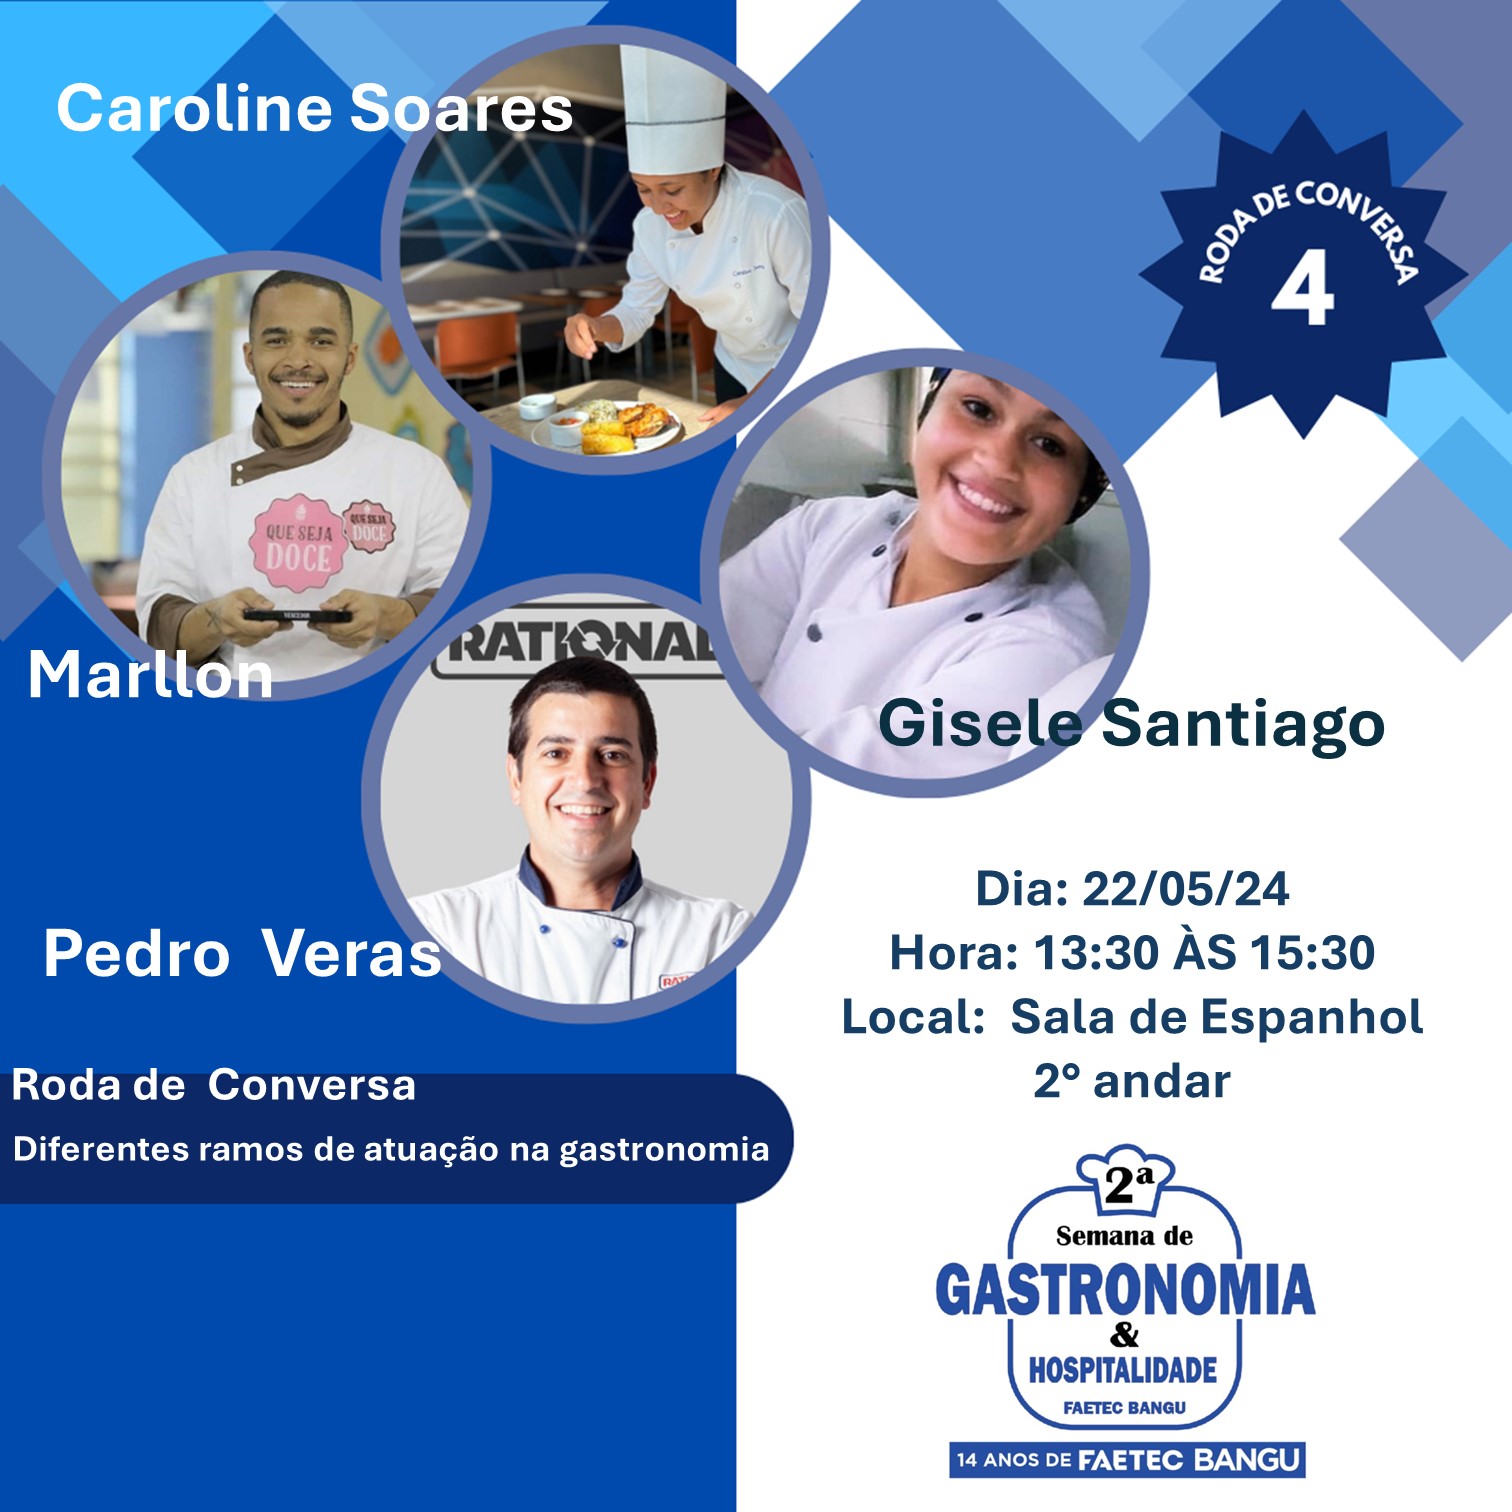 Caroline Soares
RODA DE CONVERSA
4
QUE SEJA
DOCE
QUE SEJA
DOCE
VENCEDOR
Marllon
RATIONAL
Gisele Santiago
Pedro Veras
Dia: 22/05/24
Hora: 13:30 ÀS 15:30
Local: Sala de Espanhol
2° andar
Roda de Conversa
Diferentes ramos de atuação na gastronomia
2ª
Semana de
GASTRONOMIA
&
HOSPITALIDADE
FAETEC BANGU
14 ANOS DE FAETEC BANGU